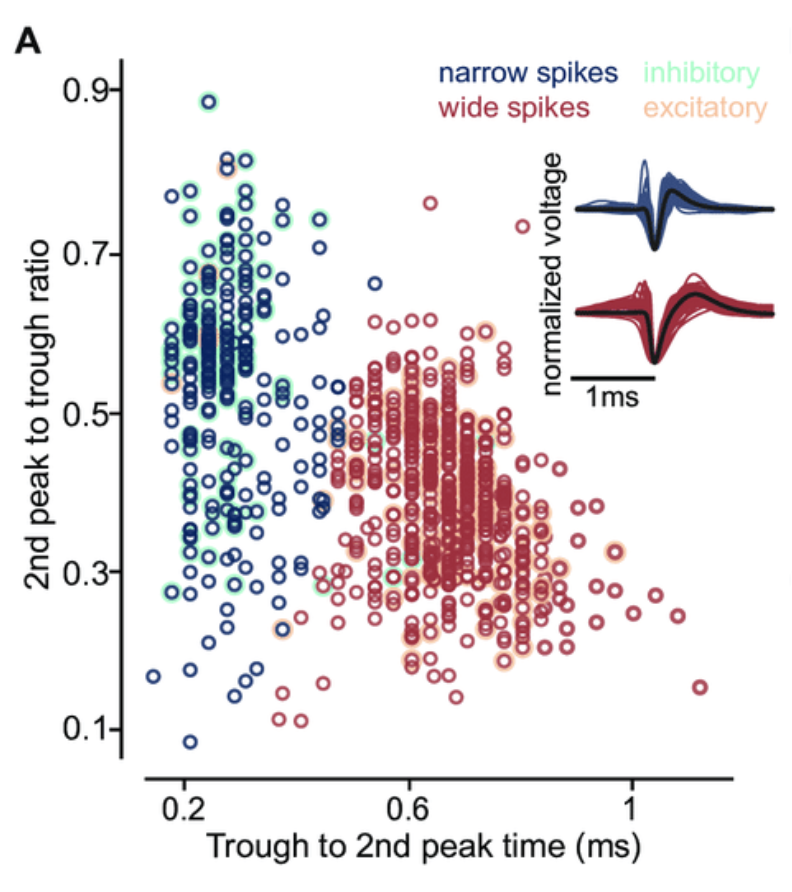 A
narrow spikes inhibitory
wide spikes excitatory
0.9
0.7
0.5
0.3
0.1
2nd peak to trough ratio
normalized voltage
1ms
0.2 0.6 1
Trough to 2nd peak time (ms)